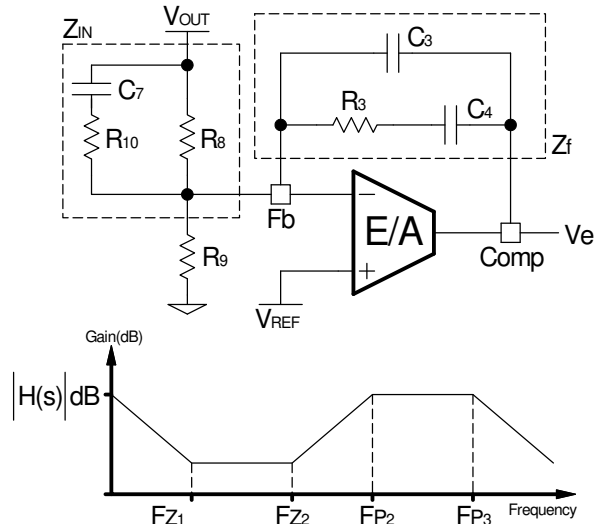 VOUT
ZIN
C3
C7
R3
C4
R10
R8
Zf
Fb
−
E/A
Ve
R9
Comp
+
VREF
Gain(dB)
|H(s)|dB
FZ1
FZ2
FP2
FP3
Frequency